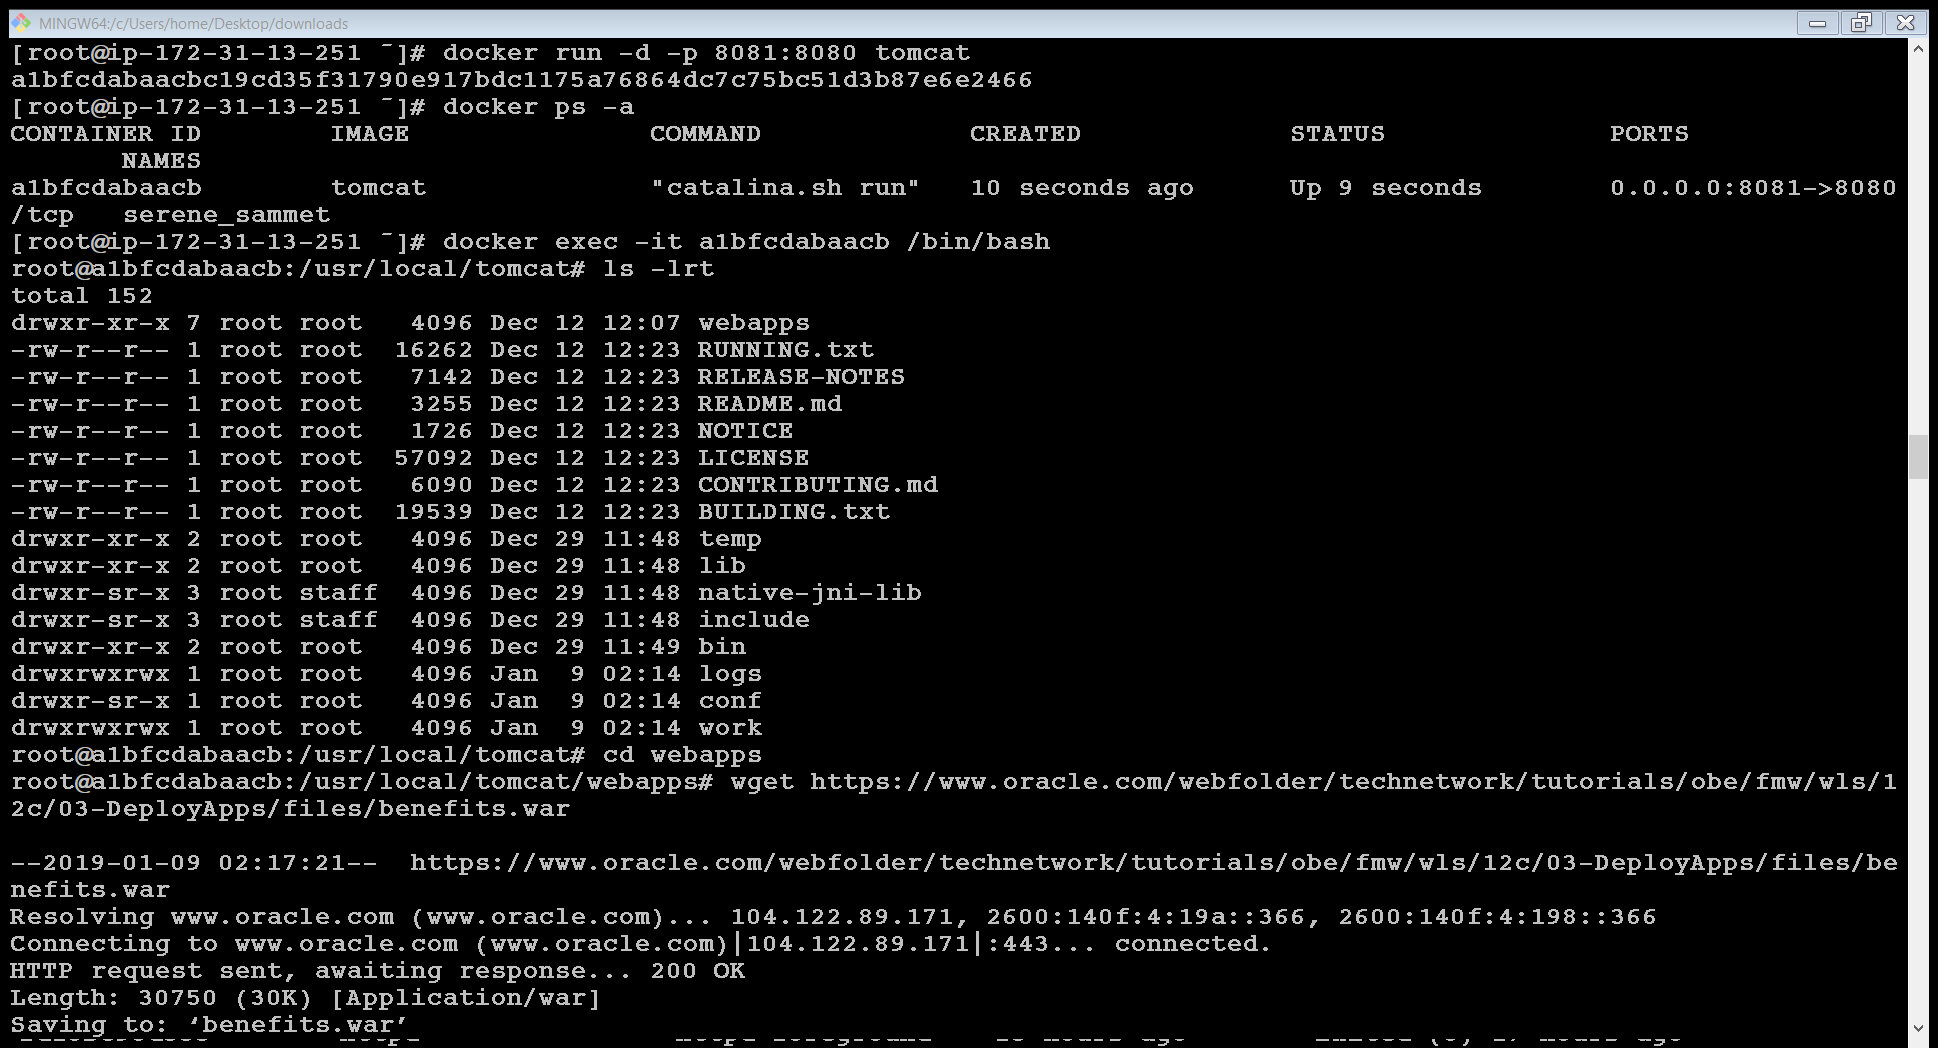 MINGW64:/c/Users/home/Desktop/downloads
[root@ip-172-31-13-251 ~]# docker run -d -p 8081:8080 tomcat
a1bfcdabaacbc19cd35f31790e917bdc1175a76864dc7c75bc51d3b87e6e2466
[root@ip-172-31-13-251 ~]# docker ps -a
CONTAINER ID        IMAGE               COMMAND             CREATED             STATUS              PORTS
       NAMES
a1bfcdabaacb        tomcat              "catalina.sh run"   10 seconds ago      Up 9 seconds        0.0.0.0:8081->8080
/tcp   serene_sammet
[root@ip-172-31-13-251 ~]# docker exec -it a1bfcdabaacb /bin/bash
root@a1bfcdabaacb:/usr/local/tomcat# ls -lrt
total 152
drwxr-xr-x 7 root root   4096 Dec 12 12:07 webapps
-rw-r--r-- 1 root root  16262 Dec 12 12:23 RUNNING.txt
-rw-r--r-- 1 root root   7142 Dec 12 12:23 RELEASE-NOTES
-rw-r--r-- 1 root root   3255 Dec 12 12:23 README.md
-rw-r--r-- 1 root root   1726 Dec 12 12:23 NOTICE
-rw-r--r-- 1 root root  57092 Dec 12 12:23 LICENSE
-rw-r--r-- 1 root root   6090 Dec 12 12:23 CONTRIBUTING.md
-rw-r--r-- 1 root root  19539 Dec 12 12:23 BUILDING.txt
drwxr-xr-x 2 root root   4096 Dec 29 11:48 temp
drwxr-xr-x 2 root root   4096 Dec 29 11:48 lib
drwxr-sr-x 3 root staff  4096 Dec 29 11:48 native-jni-lib
drwxr-sr-x 3 root staff  4096 Dec 29 11:48 include
drwxr-xr-x 2 root root   4096 Dec 29 11:49 bin
drwxrwxrwx 1 root root   4096 Jan  9 02:14 logs
drwxr-sr-x 1 root root   4096 Jan  9 02:14 conf
drwxrwxrwx 1 root root   4096 Jan  9 02:14 work
root@a1bfcdabaacb:/usr/local/tomcat# cd webapps
root@a1bfcdabaacb:/usr/local/tomcat/webapps# wget https://www.oracle.com/webfolder/technetwork/tutorials/obe/fmw/wls/1
2c/03-DeployApps/files/benefits.war
--2019-01-09 02:17:21--  https://www.oracle.com/webfolder/technetwork/tutorials/obe/fmw/wls/12c/03-DeployApps/files/be
nefits.war
Resolving www.oracle.com (www.oracle.com)... 104.122.89.171, 2600:140f:4:19a::366, 2600:140f:4:198::366
Connecting to www.oracle.com (www.oracle.com)|104.122.89.171|:443... connected.
HTTP request sent, awaiting response... 200 OK
Length: 30750 (30K) [Application/war]
Saving to: ‘benefits.war’